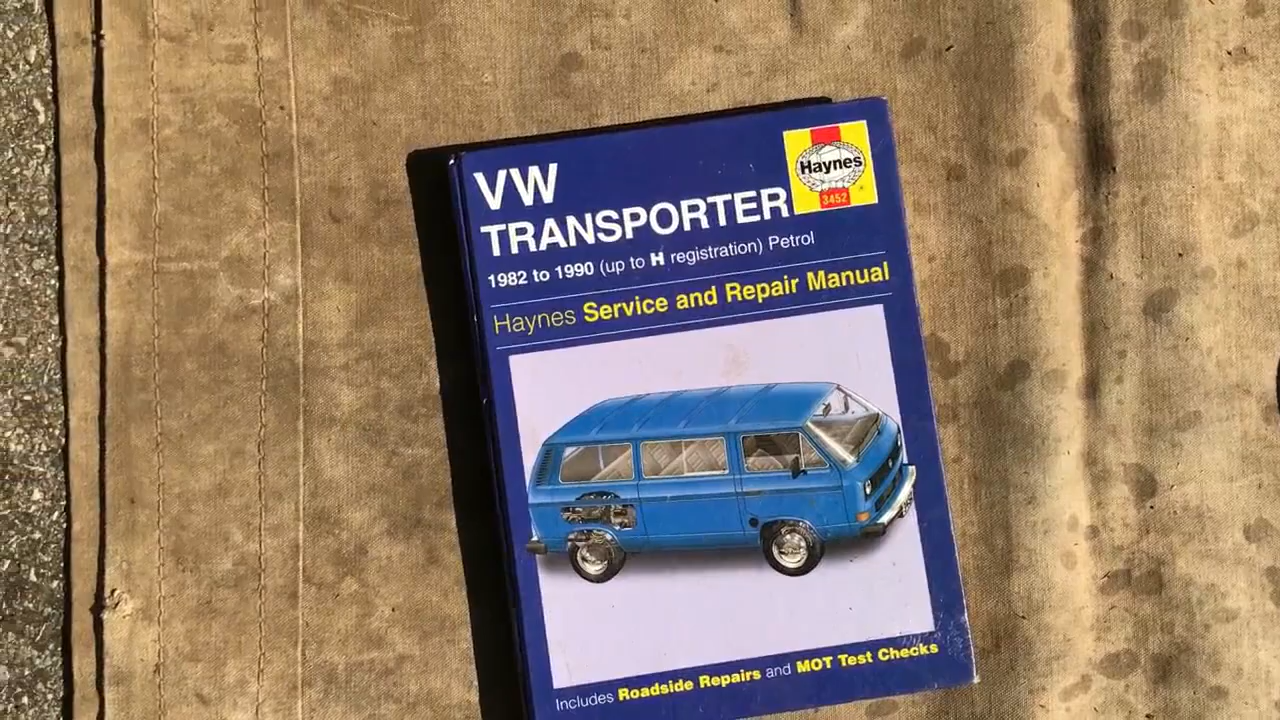 VW
TRANSPORTER
Haynes
3452
1982 to 1990 (up to H registration) Petrol
Haynes Service and Repair Manual
Includes Roadside Repairs and MOT Test Checks